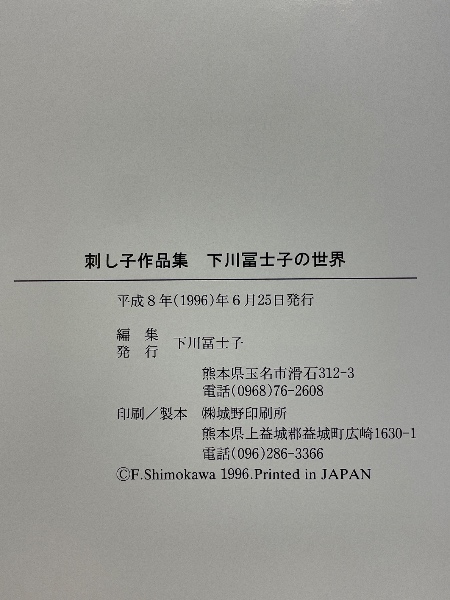 刺し子作品集　下川冨士子の世界
平成8年(1996)年6月25日発行
編集
発行　下川冨士子
熊本県玉名市滑石312-3
電話(0968)76-2608
印刷／製本　㈱城野印刷所
熊本県上益城郡益城町広崎1630-1
電話(096)286-3366
©F.Shimokawa 1996.Printed in JAPAN